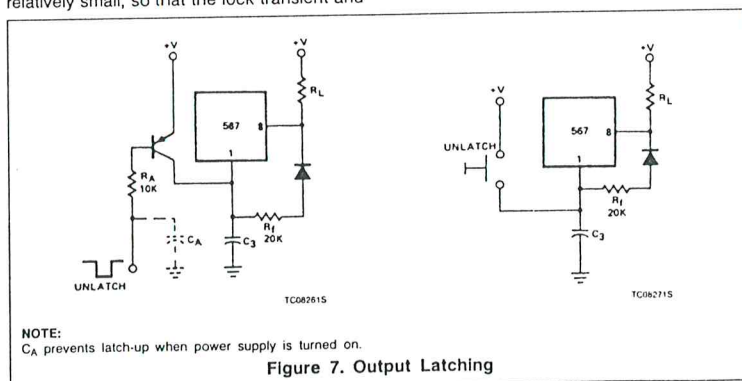 relatively small, so that the lock transient and
+V
+V
RL
567
8
1
RA
10K
Rf
20K
CA
C3
UNLATCH
TC08261S
+V
+V
RL
UNLATCH
567
8
1
Rf
20K
C3
TC08271S
NOTE:
CA prevents latch-up when power supply is turned on.
Figure 7. Output Latching